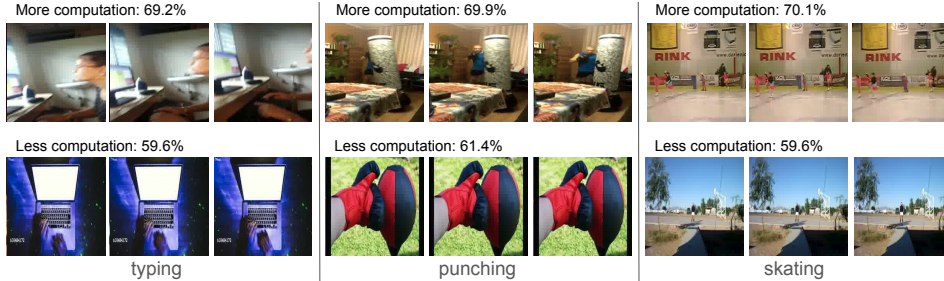 More computation: 69.2%
More computation: 69.9%
More computation: 70.1%
RINK
RINK
RINK
Less computation: 59.6%
Less computation: 61.4%
Less computation: 59.6%
typing
punching
skating